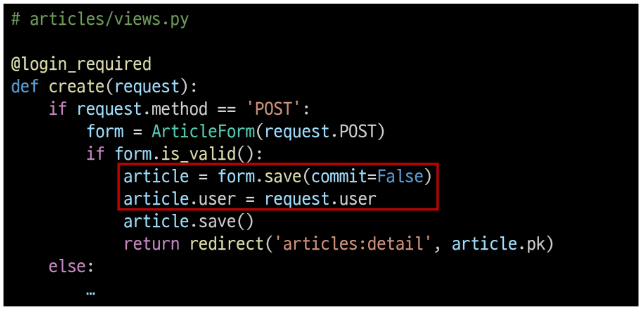 # articles/views.py
@login_required
def create(request):
    if request.method == 'POST':
        form = ArticleForm(request.POST)
        if form.is_valid():
            article = form.save(commit=False)
            article.user = request.user
            article.save()
            return redirect('articles:detail', article.pk)
    else:
        …